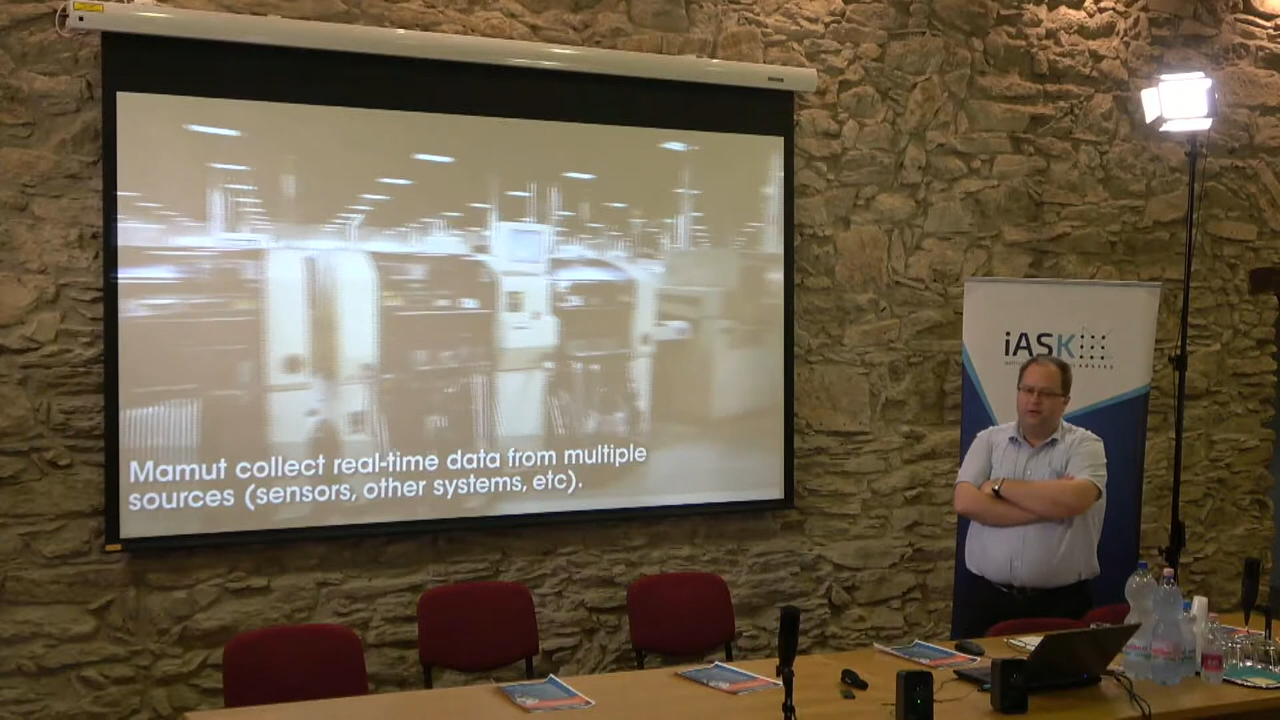 Mamut collect real-time data from multiple
sources (sensors, other systems, etc).
iASK